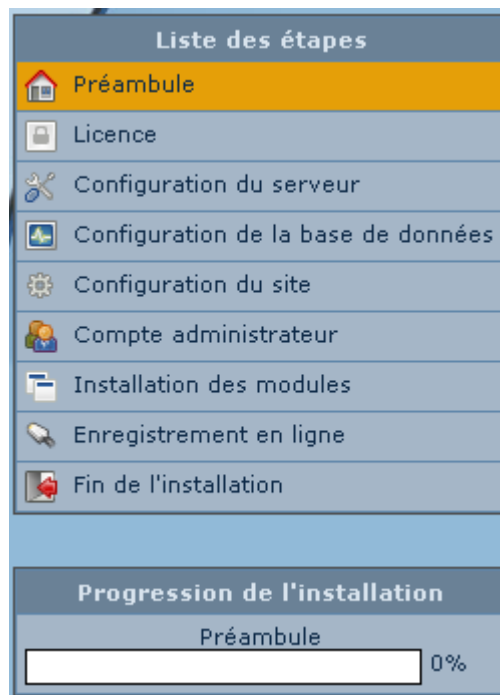 Liste des étapes
Préambule
Licence
Configuration du serveur
Configuration de la base de données
Configuration du site
Compte administrateur
Installation des modules
Enregistrement en ligne
Fin de l'installation
Progression de l'installation
Préambule
0%